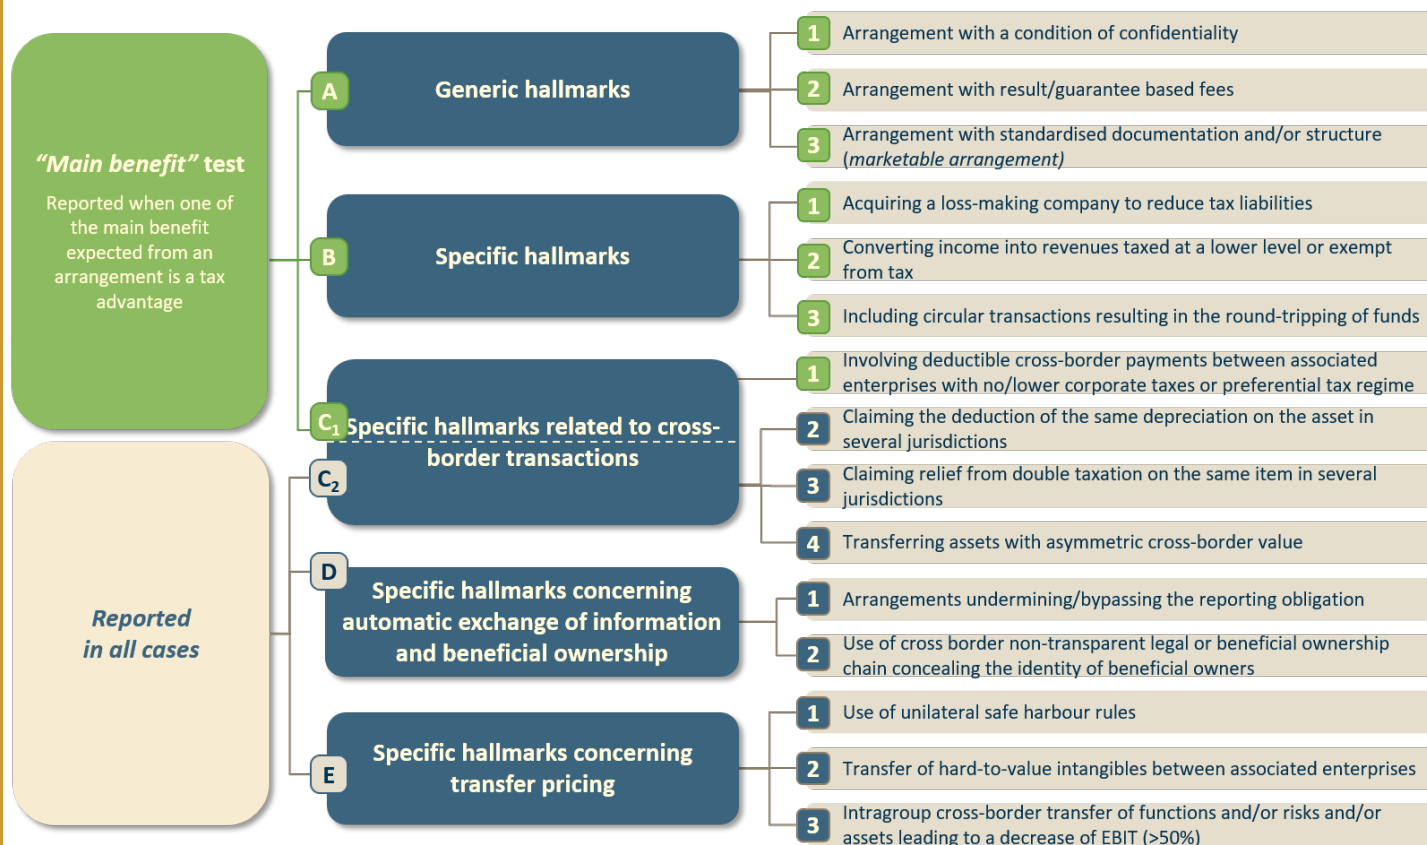 “Main benefit” test
Reported when one of
the main benefit
expected from an
arrangement is a tax
advantage
Reported
in all cases
A
Generic hallmarks
1
Arrangement with a condition of confidentiality
2
Arrangement with result/guarantee based fees
3
Arrangement with standardised documentation and/or structure
(marketable arrangement)
B
Specific hallmarks
1
Acquiring a loss-making company to reduce tax liabilities
2
Converting income into revenues taxed at a lower level or exempt
from tax
3
Including circular transactions resulting in the round-tripping of funds
C1
C2
Specific hallmarks related to cross-
border transactions
1
Involving deductible cross-border payments between associated
enterprises with no/lower corporate taxes or preferential tax regime
2
Claiming the deduction of the same depreciation on the asset in
several jurisdictions
3
Claiming relief from double taxation on the same item in several
jurisdictions
4
Transferring assets with asymmetric cross-border value
D
Specific hallmarks concerning
automatic exchange of information
and beneficial ownership
1
Arrangements undermining/bypassing the reporting obligation
2
Use of cross border non-transparent legal or beneficial ownership
chain concealing the identity of beneficial owners
E
Specific hallmarks concerning
transfer pricing
1
Use of unilateral safe harbour rules
2
Transfer of hard-to-value intangibles between associated enterprises
3
Intragroup cross-border transfer of functions and/or risks and/or
assets leading to a decrease of EBIT (>50%)